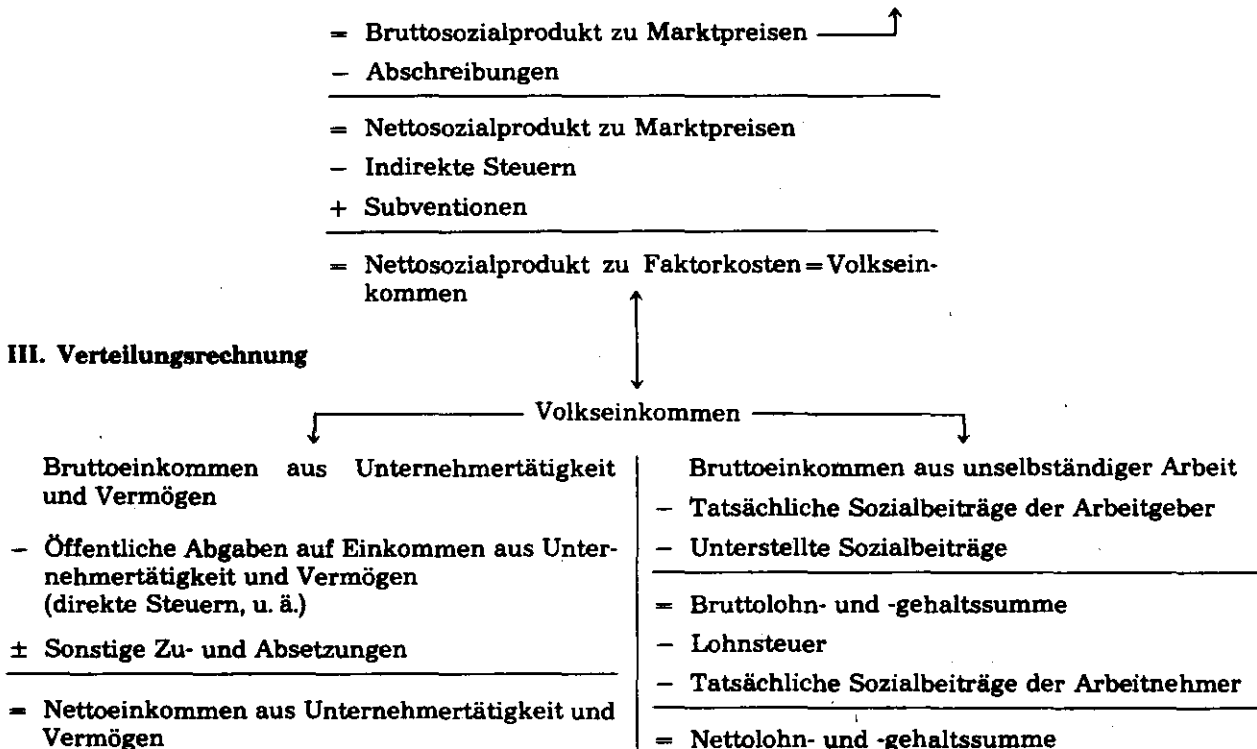 = Bruttosozialprodukt zu Marktpreisen
− Abschreibungen
= Nettosozialprodukt zu Marktpreisen
− Indirekte Steuern
+ Subventionen
= Nettosozialprodukt zu Faktorkosten = Volksein-
kommen
III. Verteilungsrechnung
Volkseinkommen
Bruttoeinkommen aus Unternehmertätigkeit
und Vermögen
− Öffentliche Abgaben auf Einkommen aus Unter-
nehmertätigkeit und Vermögen
(direkte Steuern, u. ä.)
± Sonstige Zu- und Absetzungen
= Nettoeinkommen aus Unternehmertätigkeit und
Vermögen
Bruttoeinkommen aus unselbständiger Arbeit
− Tatsächliche Sozialbeiträge der Arbeitgeber
− Unterstellte Sozialbeiträge
= Bruttolohn- und -gehaltssumme
− Lohnsteuer
− Tatsächliche Sozialbeiträge der Arbeitnehmer
= Nettolohn- und -gehaltssumme